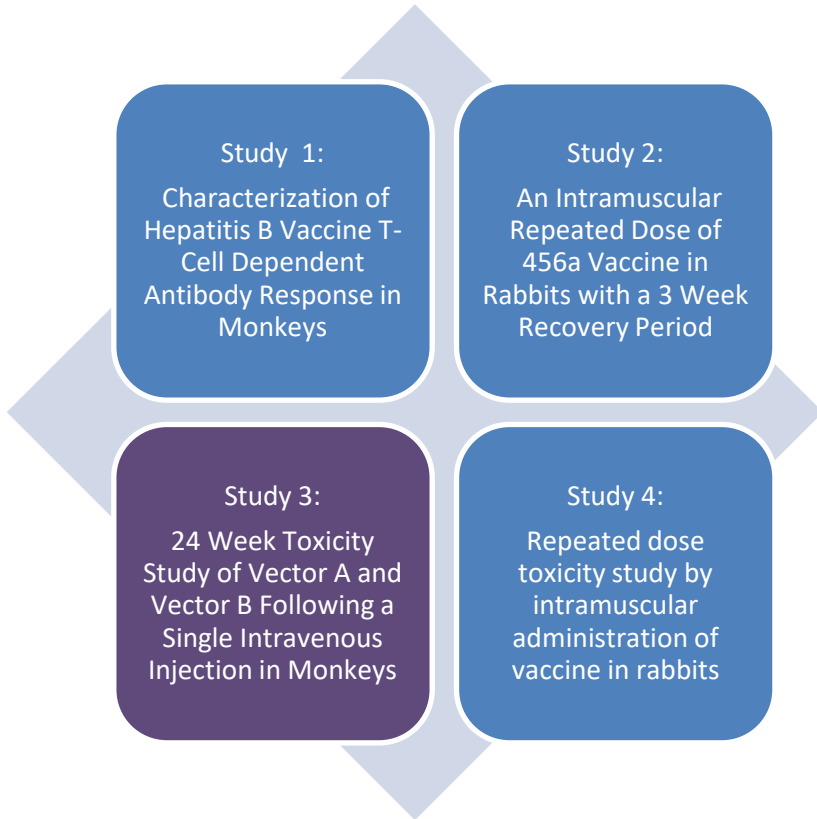 Study  1:
Characterization of
Hepatitis B Vaccine T-
Cell Dependent
Antibody Response in
Monkeys
Study 2:
An Intramuscular
Repeated Dose of
456a Vaccine in
Rabbits with a 3 Week
Recovery Period
Study 3:
24 Week Toxicity
Study of Vector A and
Vector B Following a
Single Intravenous
Injection in Monkeys
Study 4:
Repeated dose
toxicity study by
intramuscular
administration of
vaccine in rabbits